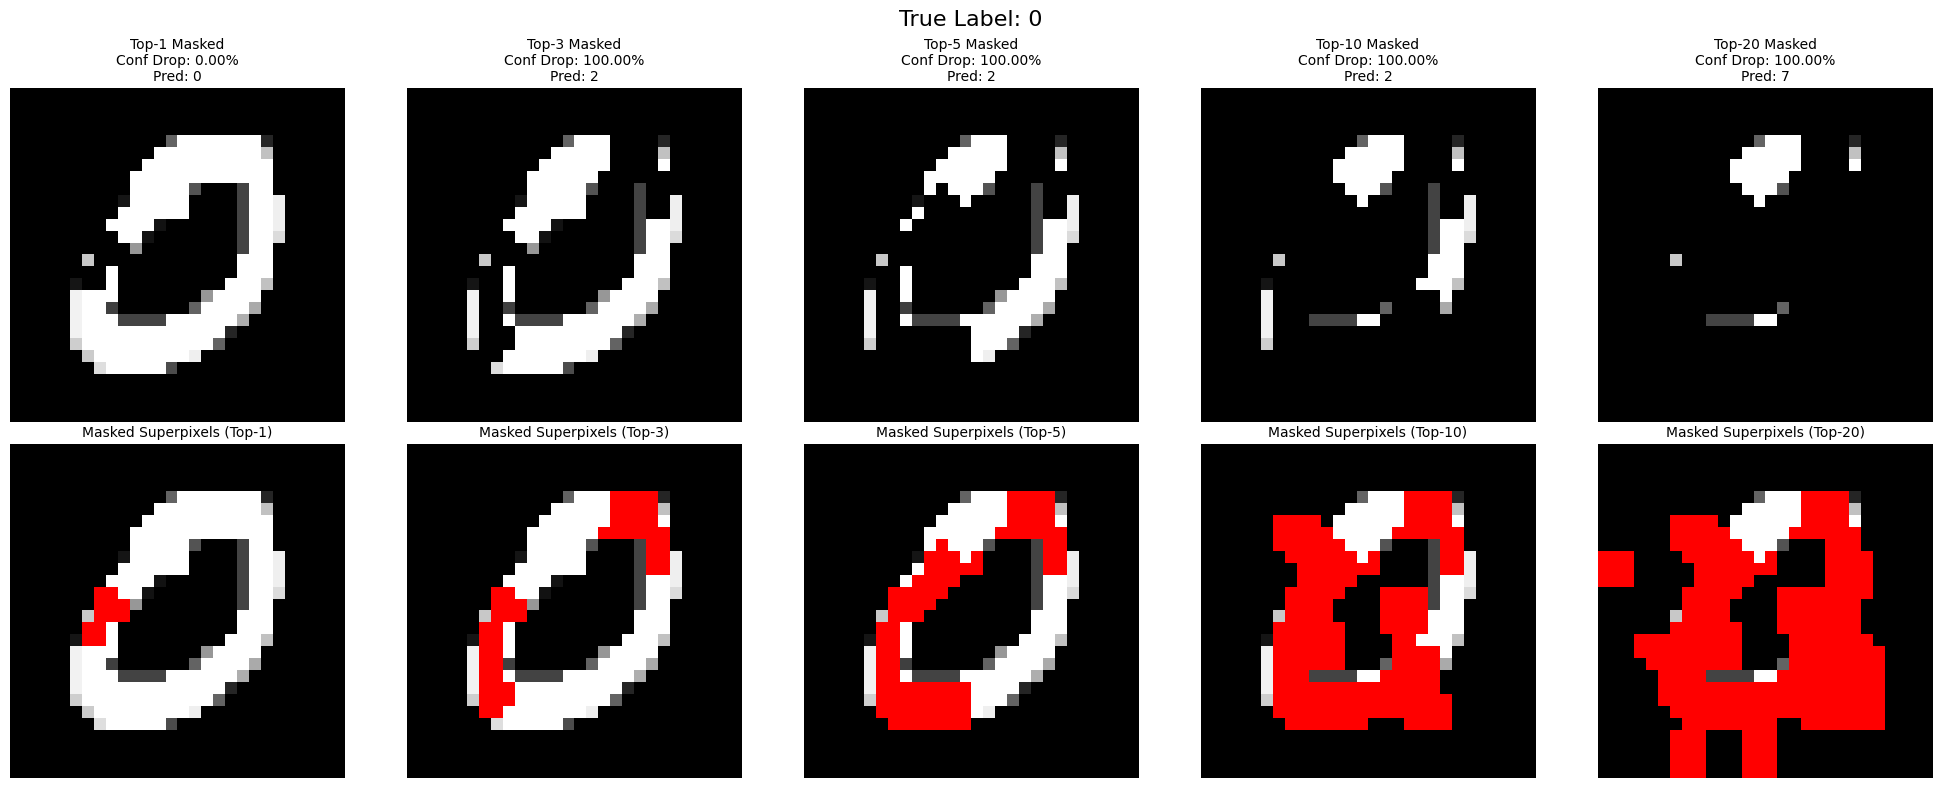 True Label: 0
Top-1 Masked
Conf Drop: 0.00%
Pred: 0
Top-3 Masked
Conf Drop: 100.00%
Pred: 2
Top-5 Masked
Conf Drop: 100.00%
Pred: 2
Top-10 Masked
Conf Drop: 100.00%
Pred: 2
Top-20 Masked
Conf Drop: 100.00%
Pred: 7
Masked Superpixels (Top-1)
Masked Superpixels (Top-3)
Masked Superpixels (Top-5)
Masked Superpixels (Top-10)
Masked Superpixels (Top-20)